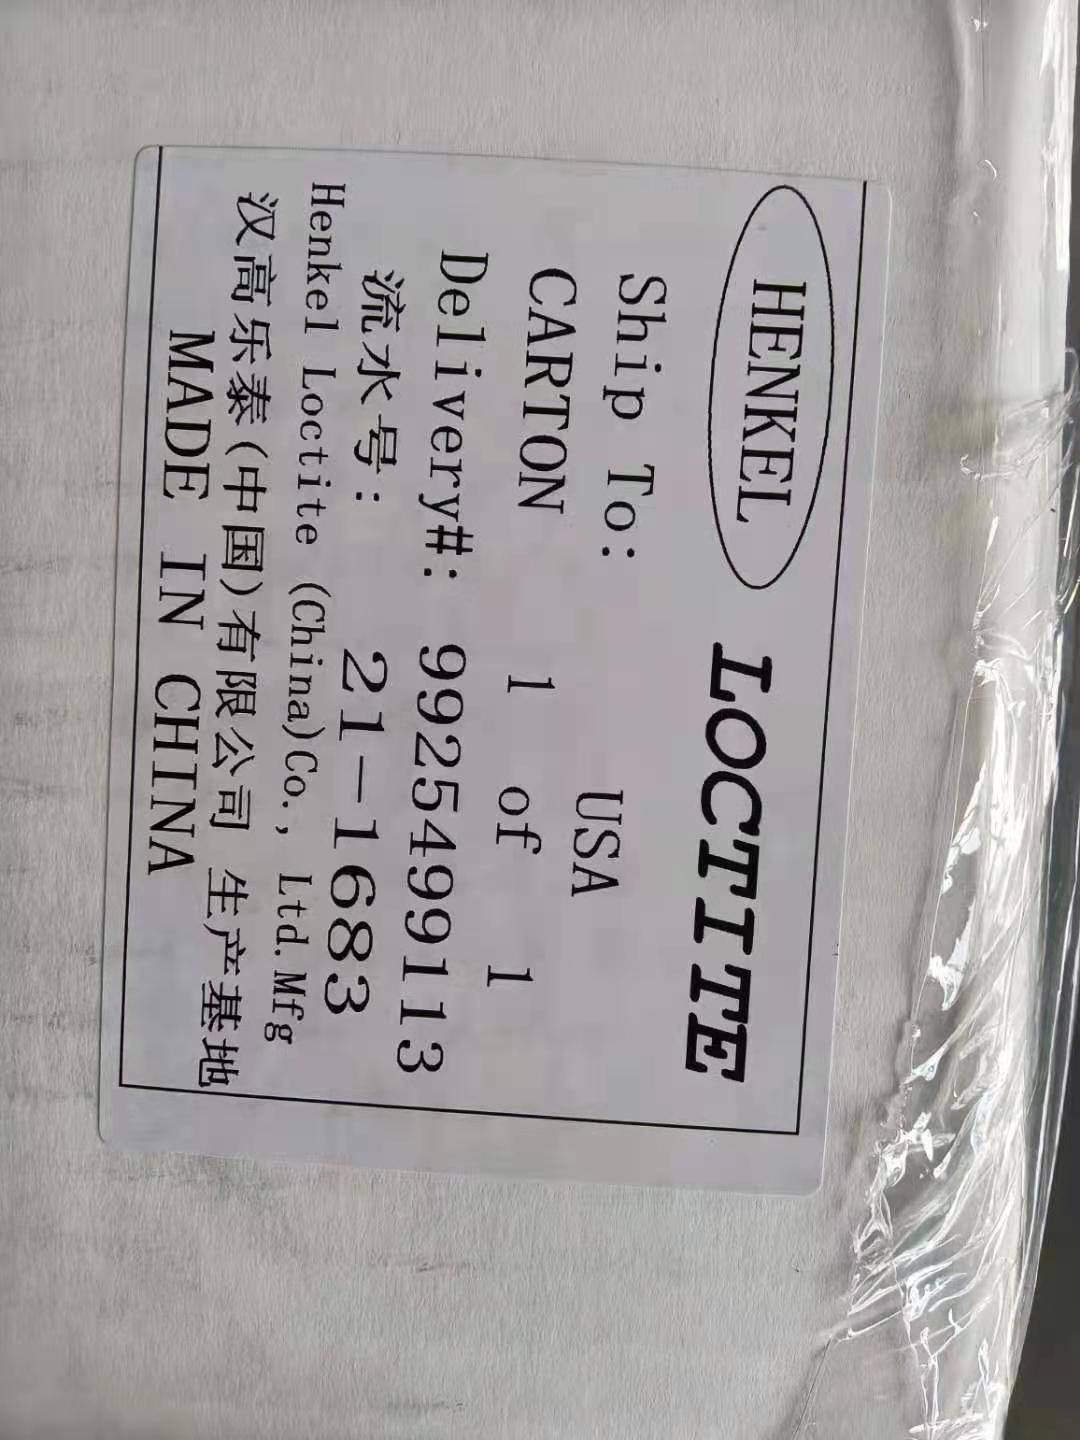 HENKEL LOCTITE
Ship To: USA
CARTON 1 of 1
Delivery#: 9925499113
流水号: 21-1683
Henkel Loctite (China)Co., Ltd.Mfg
汉高乐泰(中国)有限公司 生产基地
MADE IN CHINA